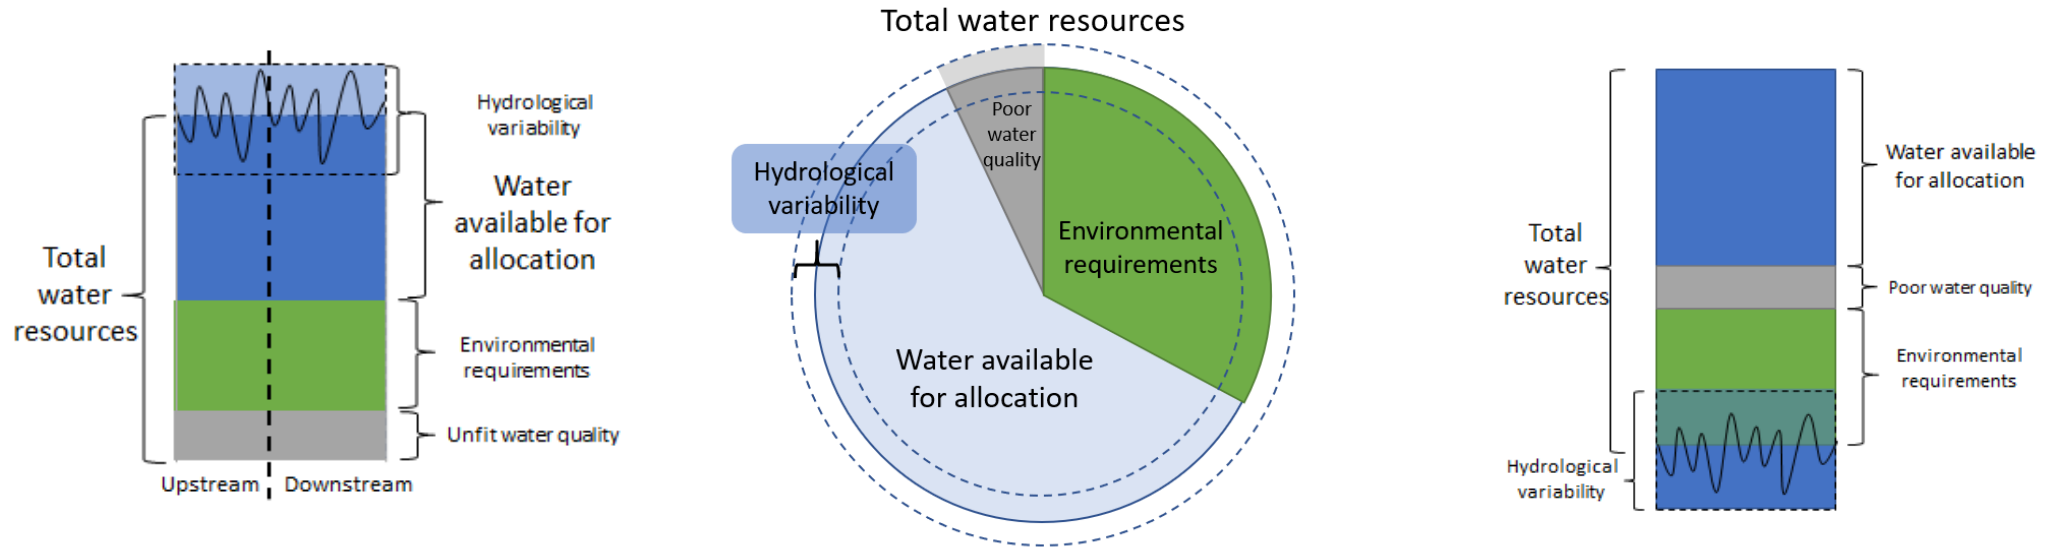 Hydrological
variability
Water
available for
allocation
Total
water
resources
Environmental
requirements
Unfit water quality
Upstream
Downstream
Total water resources
Poor
water
quality
Hydrological
variability
Environmental
requirements
Water available
for allocation
Water available
for allocation
Total
water
resources
Poor water quality
Environmental
requirements
Hydrological
variability